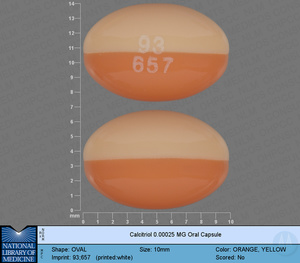 14
13
12
11
10
9
8
7
6
5
4
3
2
1
0
mm
0 1 2 3 4 5 6 7 8 9 10
93
657
NLM
NATIONAL
LIBRARY OF
MEDICINE
Calcitriol 0.00025 MG Oral Capsule
Shape: OVAL Size: 10mm Color: ORANGE, YELLOW
Imprint: 93;657 (printed:white) Scored: No